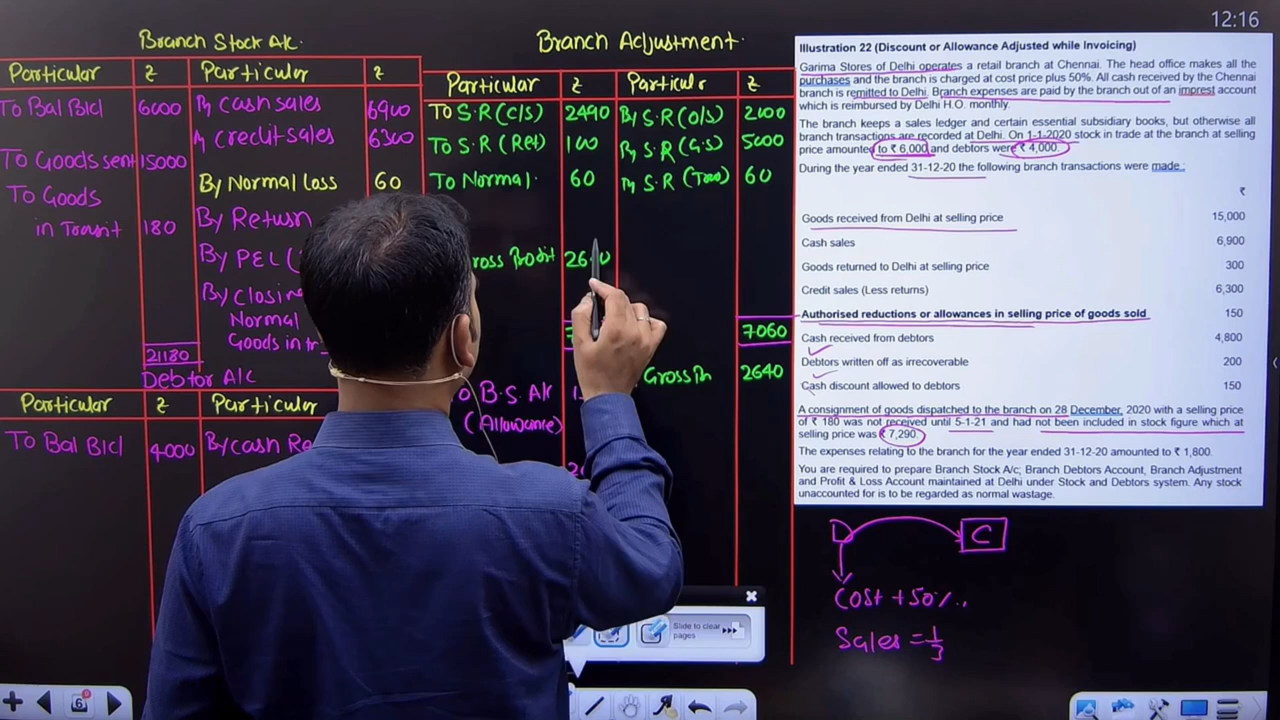 12:16
Branch Stock A/c.
Particular ₹ Particular ₹
To Bal B/d 6000 By Cash Sales 6900
By Credit Sales 6300
To Goods sent 15000
By Normal Loss 60
To Goods
in Transit 180 By Return
By P&L (
By Closin
Normal
Goods in tr
21180
Debtor A/c
Particular ₹ Particular
To Bal B/d 4000 By cash Re
Branch Adjustment.
Particular ₹ Particular ₹
To S.R (C/S) 2490 By S.R (O/S) 2000
To S.R (Ret) 100 By S.R (G.S) 5000
To Normal. 60 By S.R 60
ross Profit
7060
Gross Pr 2640
o B.S. A/c
(Allowance)
Illustration 22 (Discount or Allowance Adjusted while Invoicing)
Garima Stores of Delhi operates a retail branch at Chennai. The head office makes all the
purchases and the branch is charged at cost price plus 50%. All cash received by the Chennai
branch is remitted to Delhi. Branch expenses are paid by the branch out of an imprest account
which is reimbursed by Delhi H.O. monthly.
The branch keeps a sales ledger and certain essential subsidiary books, but otherwise all
branch transactions are recorded at Delhi. On 1-1-2020 stock in trade at the branch at selling
price amounted to ₹ 6,000 and debtors were ₹ 4,000.
During the year ended 31-12-20 the following branch transactions were made :
₹
Goods received from Delhi at selling price 15,000
Cash sales 6,900
Goods returned to Delhi at selling price 300
Credit sales (Less returns) 6,300
Authorised reductions or allowances in selling price of goods sold 150
Cash received from debtors 4,800
Debtors written off as irrecoverable 200
Cash discount allowed to debtors 150
A consignment of goods dispatched to the branch on 28 December, 2020 with a selling price
of ₹ 180 was not received until 5-1-21 and had not been included in stock figure which at
selling price was ₹ 7,290.
The expenses relating to the branch for the year ended 31-12-20 amounted to ₹ 1,800.
You are required to prepare Branch Stock A/c; Branch Debtors Account, Branch Adjustment
and Profit & Loss Account maintained at Delhi under Stock and Debtors system. Any stock
unaccounted for is to be regarded as normal wastage.
D C
Cost + 50%.
Sales = 1/3
Slide to clear
pages
6